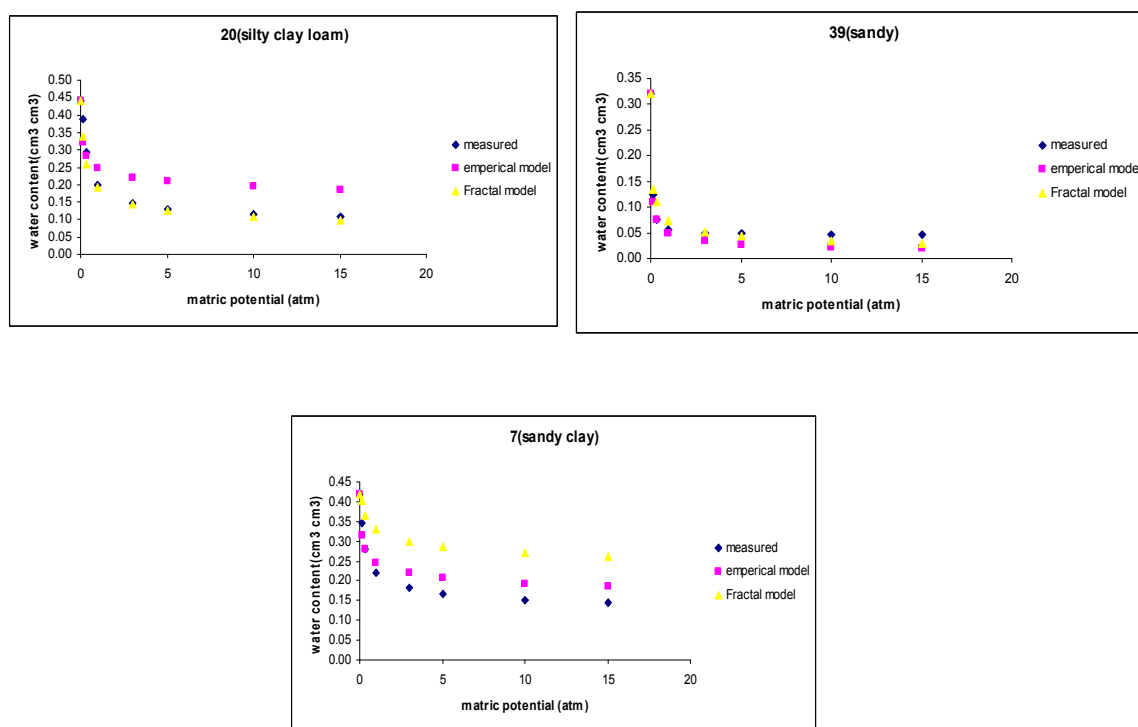 20(silty clay loam)
0.50
0.45
0.40
0.35
0.30
0.25
0.20
0.15
0.10
0.05
0.00
water content(cm3 cm3)
0
5
10
15
20
matric potential (atm)
measured
emperical model
Fractal model
39(sandy)
0.35
0.30
0.25
0.20
0.15
0.10
0.05
0.00
water content(cm3 cm3)
0
5
10
15
20
matric potential (atm)
measured
emperical model
Fractal model
7(sandy clay)
0.45
0.40
0.35
0.30
0.25
0.20
0.15
0.10
0.05
0.00
water content(cm3 cm3)
0
5
10
15
20
matric potential (atm)
measured
emperical model
Fractal model